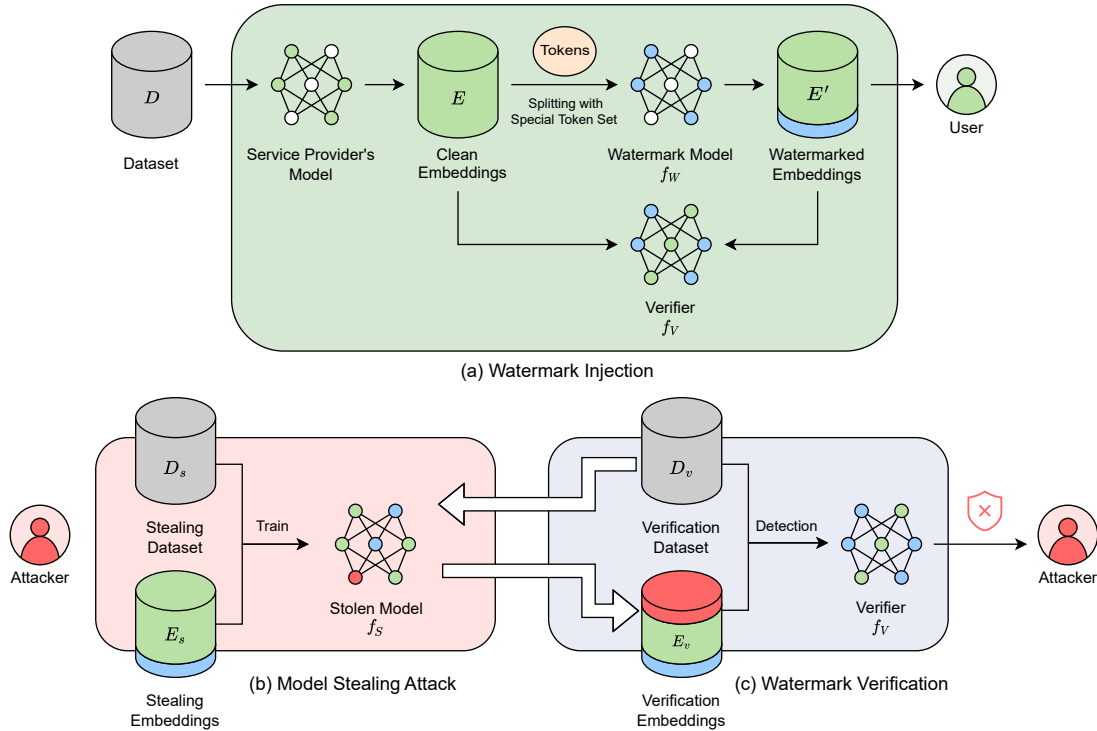 D
Dataset
Service Provider's
Model
E
Clean
Embeddings
Tokens
Splitting with
Special Token Set
Watermark Model
f_W
E'
Watermarked
Embeddings
User
Verifier
f_V
(a) Watermark Injection
Attacker
D_s
Stealing
Dataset
E_s
Stealing
Embeddings
Train
Stolen Model
f_S
(b) Model Stealing Attack
D_v
Verification
Dataset
E_v
Verification
Embeddings
Detection
Verifier
f_V
(c) Watermark Verification
Attacker